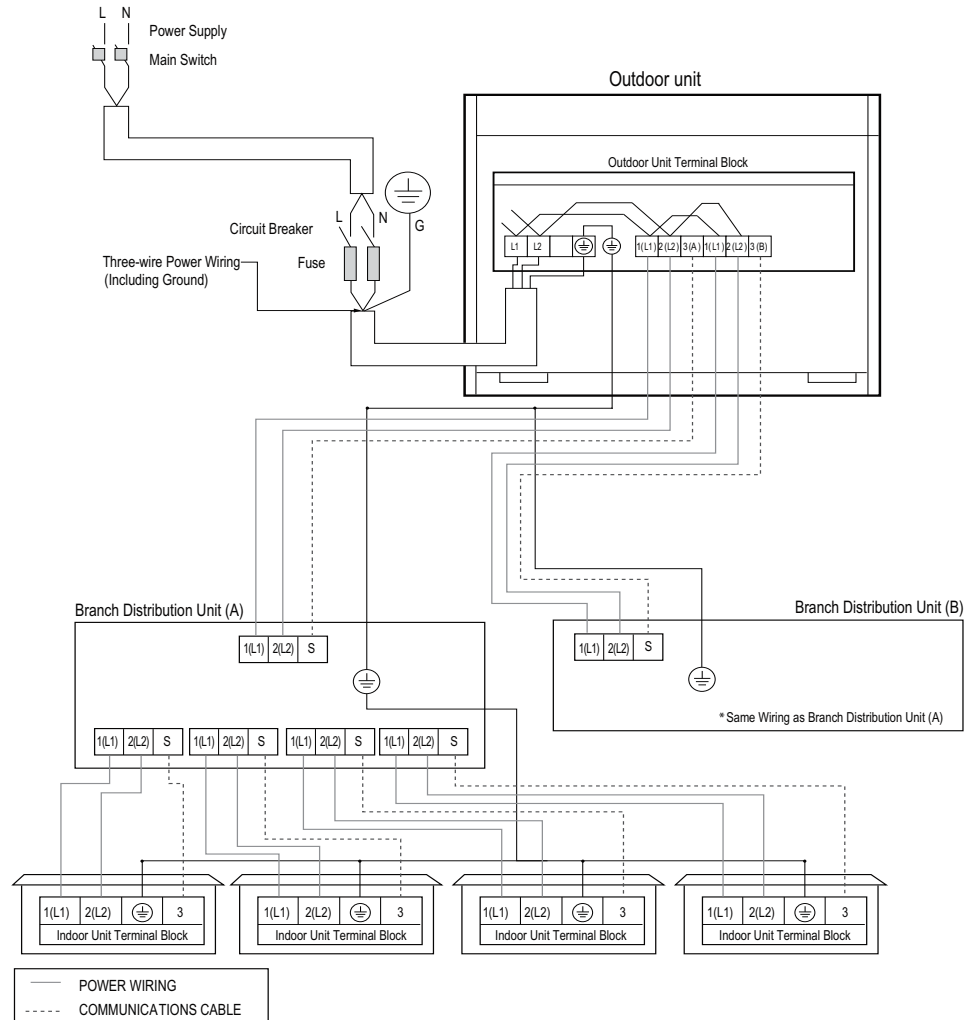 L N
Power Supply
Main Switch
Outdoor unit
Outdoor Unit Terminal Block
L N
G
Circuit Breaker
Fuse
Three-wire Power Wiring
(Including Ground)
L1 L2
1(L1) 2(L2) 3(A) 1(L1) 2(L2) 3(B)
Branch Distribution Unit (A)
1(L1) 2(L2) S
Branch Distribution Unit (B)
1(L1) 2(L2) S
* Same Wiring as Branch Distribution Unit (A)
1(L1) 2(L2) S
1(L1) 2(L2) S
1(L1) 2(L2) S
1(L1) 2(L2) S
1(L1) 2(L2) 3
Indoor Unit Terminal Block
1(L1) 2(L2) 3
Indoor Unit Terminal Block
1(L1) 2(L2) 3
Indoor Unit Terminal Block
1(L1) 2(L2) 3
Indoor Unit Terminal Block
POWER WIRING
COMMUNICATIONS CABLE